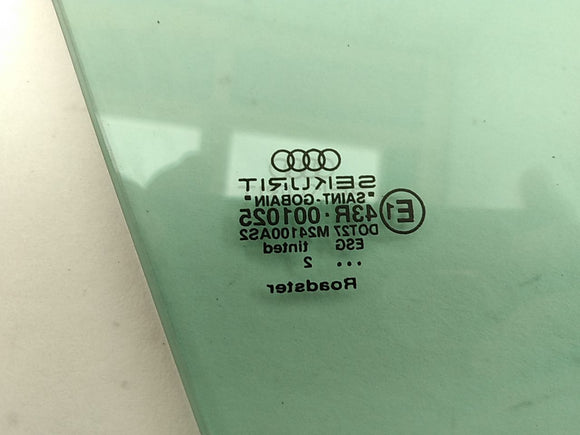 SEKURIT
"SAINT-GOBAIN"
E1 43R - 001025
DOT27 M24100AS2
ESG tinted
...
2
Roadster